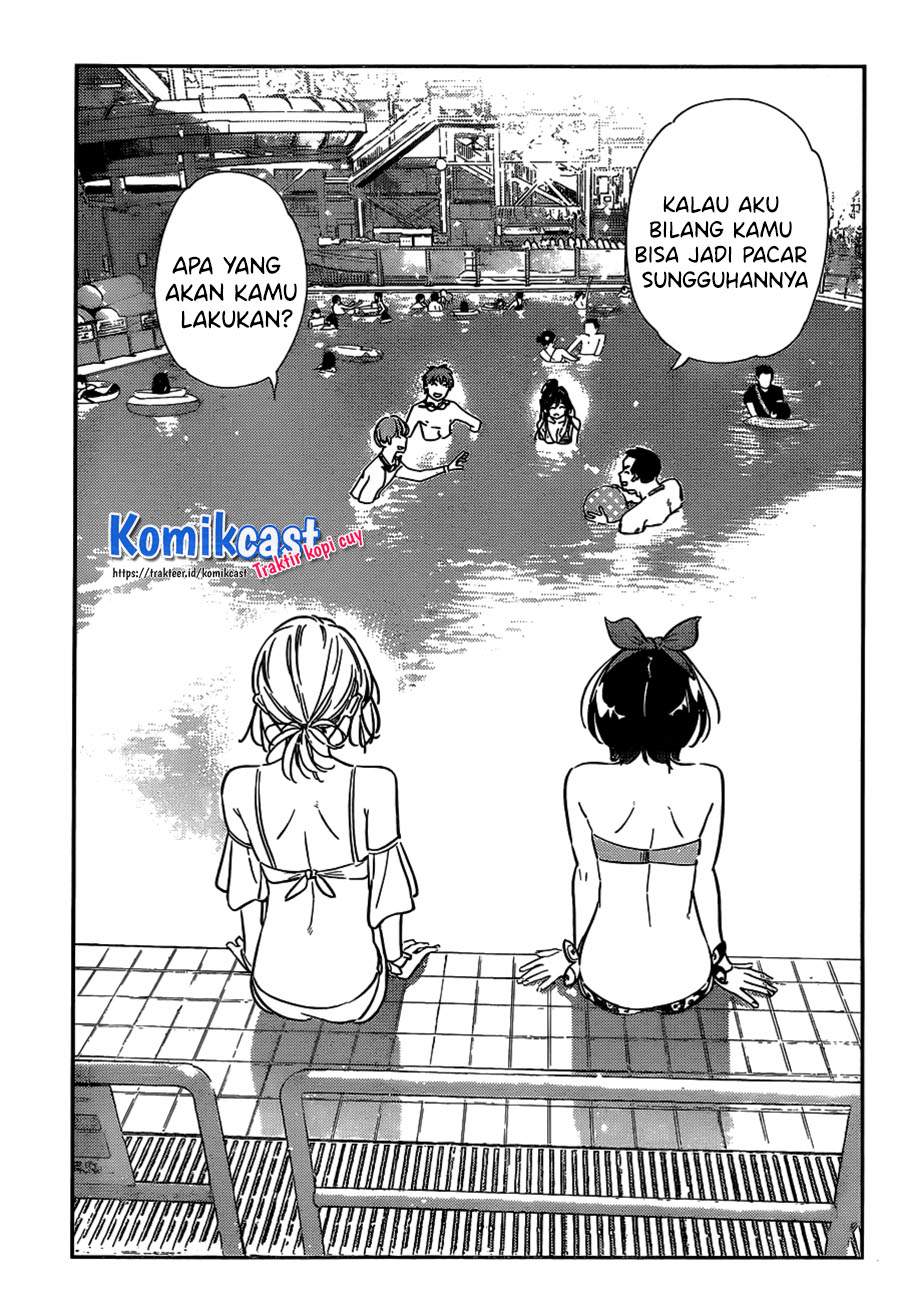 KALAU AKU
BILANG KAMU
BISA JADI PACAR
SUNGGUHANNYA
APA YANG
AKAN KAMU
LAKUKAN?
Komikcast
https://trakteer.id/komikcast
Traktir kopi cuy